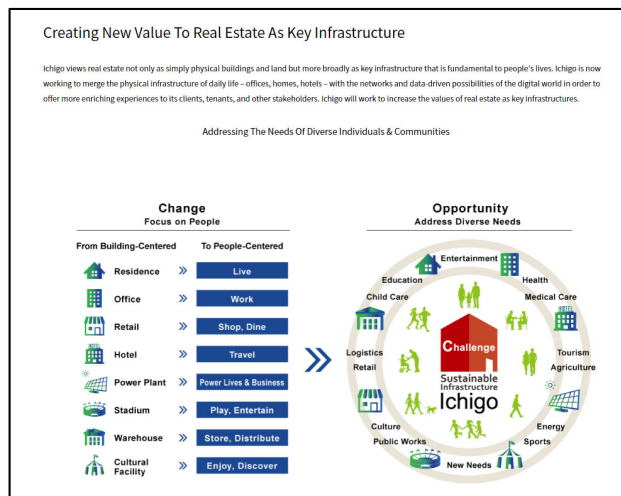 Creating New Value To Real Estate As Key Infrastructure
Ichigo views real estate not only as simply physical buildings and land but more broadly as key infrastructure that is fundamental to people's lives. Ichigo is now
working to merge the physical infrastructure of daily life – offices, homes, hotels – with the networks and data-driven possibilities of the digital world in order to
offer more enriching experiences to its clients, tenants, and other stakeholders. Ichigo will work to increase the values of real estate as key infrastructures.
Addressing The Needs Of Diverse Individuals & Communities
Change
Focus on People
From Building-Centered
To People-Centered
Residence » Live
Office » Work
Retail » Shop, Dine
Hotel » Travel
Power Plant » Power Lives & Business
Stadium » Play, Entertain
Warehouse » Store, Distribute
Cultural
Facility » Enjoy, Discover
Opportunity
Address Diverse Needs
Entertainment
Education
Health
Child Care
Medical Care
Challenge
Logistics
Retail
Tourism
Agriculture
Sustainable
Infrastructure
Ichigo
Culture
Public Works
Energy
Sports
New Needs